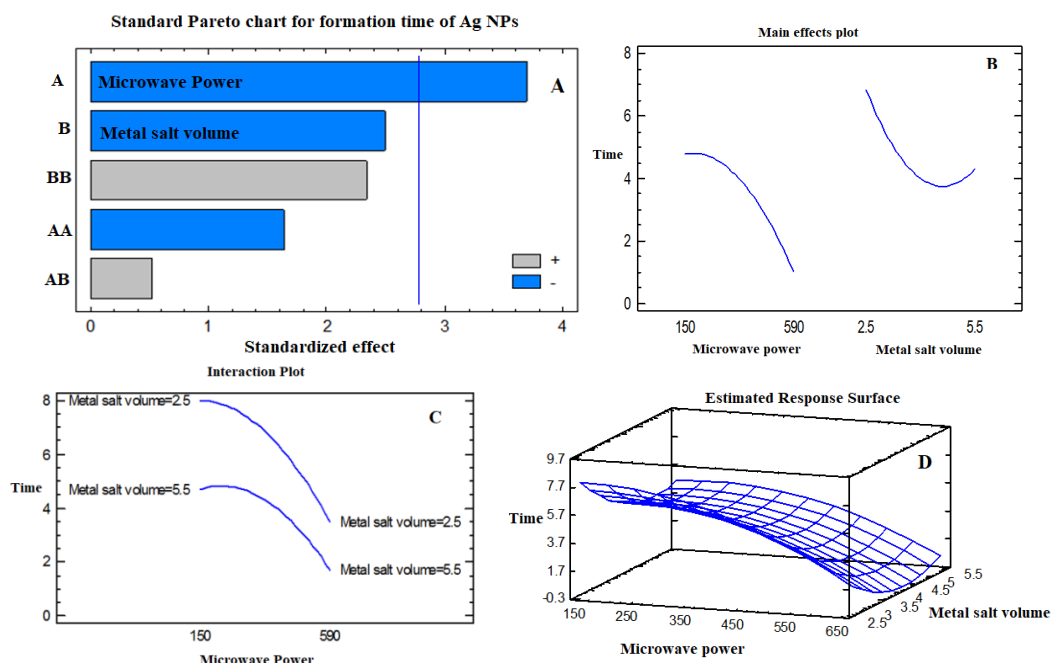 Standard Pareto chart for formation time of Ag NPs
A
Microwave Power
A
B
Metal salt volume
BB
AA
AB
+
-
0 1 2 3 4
Standardized effect
Main effects plot
B
8
6
Time
4
2
0
150 590 2.5 5.5
Microwave power Metal salt volume
Interaction Plot
C
8
Metal salt volume=2.5
6
Time
Metal salt volume=5.5
4
Metal salt volume=2.5
2
Metal salt volume=5.5
0
150 590
Microwave Power
Estimated Response Surface
D
9.7
7.7
Time
5.7
3.7
1.7
-0.3
150 250 350 450 550 650
2.5 3 3.5 4 4.5 5 5.5
Metal salt volume
Microwave power